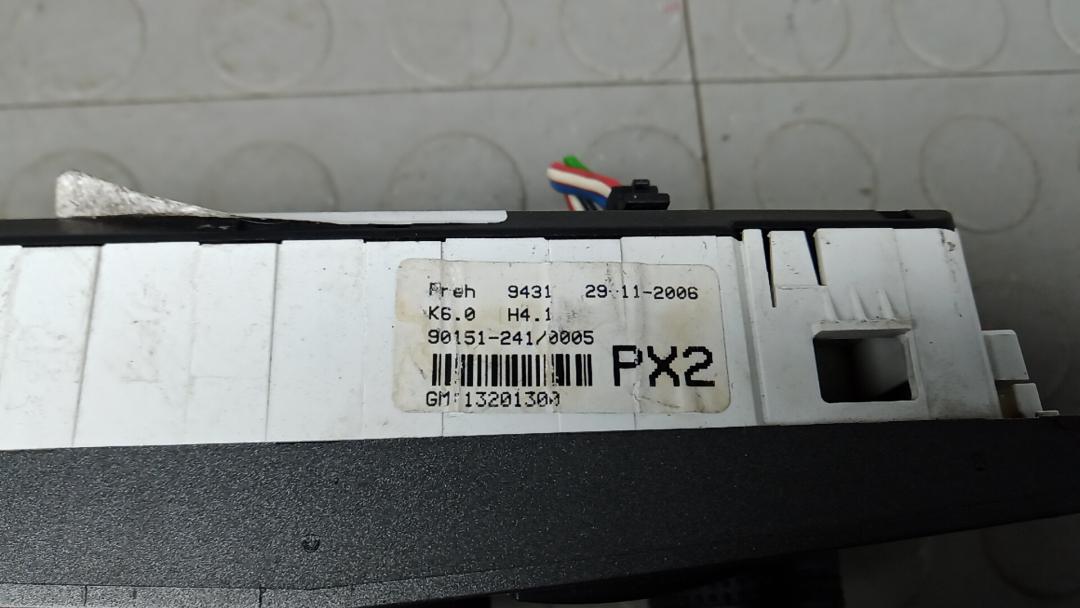 Preh 9431 29-11-2006
K6.0 H4.1
90151-241/0005
PX2
GM:13201300